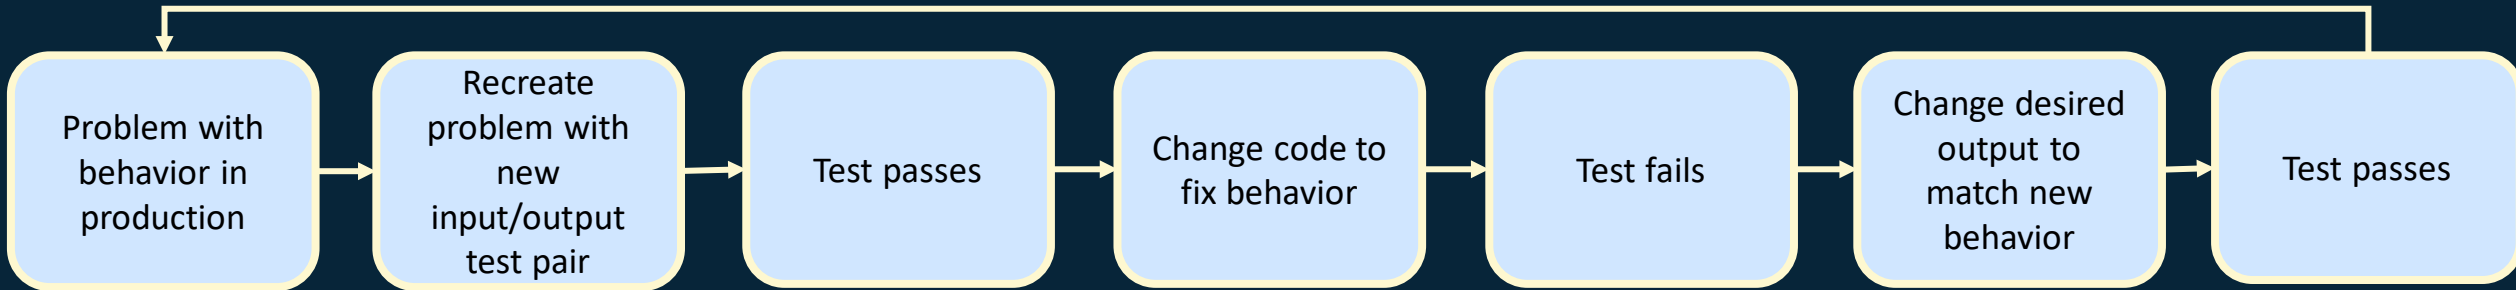 Problem with
behavior in
production
Recreate
problem with
new
input/output
test pair
Test passes
Change code to
fix behavior
Test fails
Change desired
output to
match new
behavior
Test passes